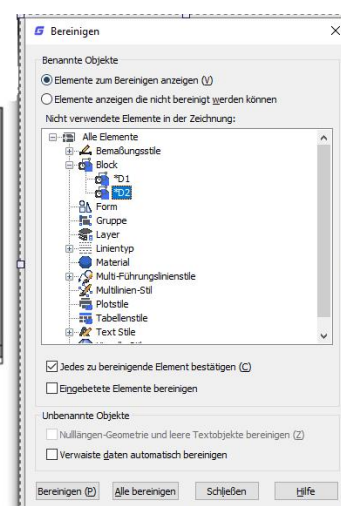 Bereinigen
Benannte Objekte
Elemente zum Bereinigen anzeigen (V)
Elemente anzeigen die nicht bereinigt werden können
Nicht verwendete Elemente in der Zeichnung:
Alle Elemente
Bemaßungsstile
Block
*D1
*D2
Form
Gruppe
Layer
Linientyp
Material
Multi-Führungslinienstile
Multilinien-Stil
Plotstile
Tabellenstile
Text Stile
Jedes zu bereinigende Element bestätigen (C)
Eingebettete Elemente bereinigen
Unbenannte Objekte
Nulllängen-Geometrie und leere Textobjekte bereinigen (Z)
Verwaiste daten automatisch bereinigen
Bereinigen (P) Alle bereinigen Schließen Hilfe